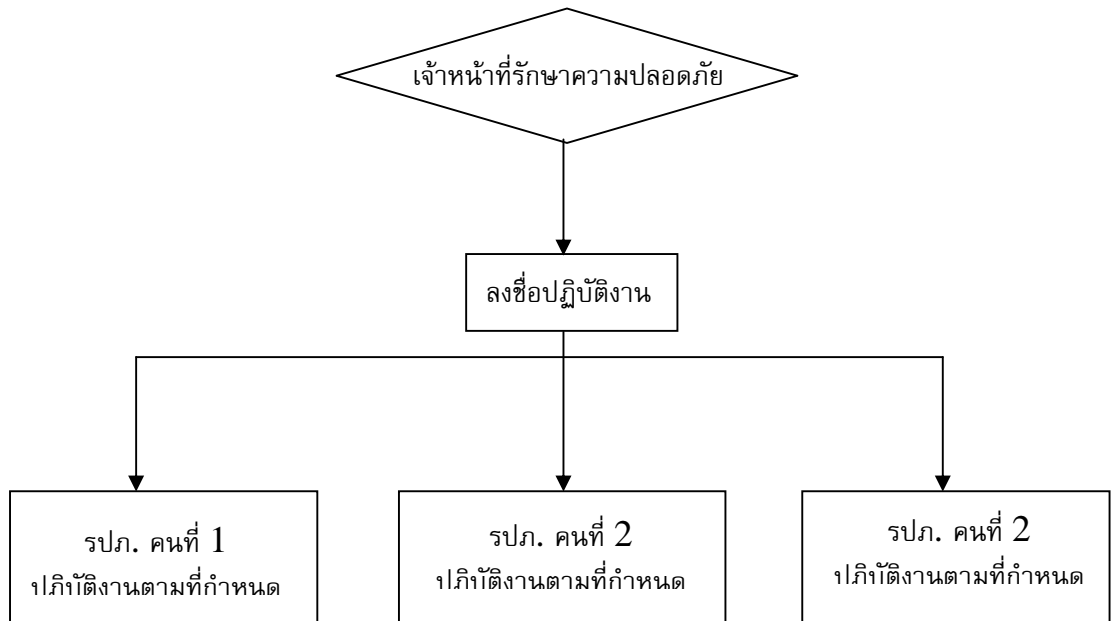 เจ้าหน้าที่รักษาความปลอดภัย
ลงชื่อปฏิบัติงาน
รปภ. คนที่ 1
ปภิบัติงานตามที่กำหนด
รปภ. คนที่ 2
ปภิบัติงานตามที่กำหนด
รปภ. คนที่ 2
ปภิบัติงานตามที่กำหนด